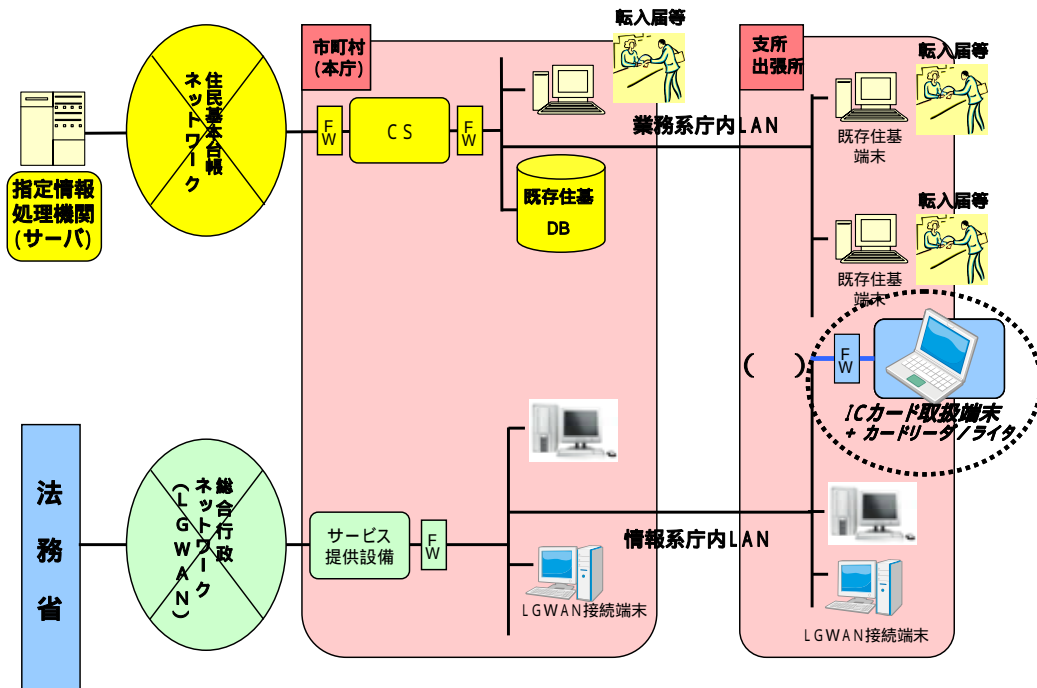 転入届等
市町村
(本庁)
支所
出張所
転入届等
住民基本台帳
ネットワーク
FW
CS
FW
業務系庁内LAN
既存住基
端末
指定情報
処理機関
(サーバ)
既存住基
DB
転入届等
既存住基
端末
(　)
FW
ICカード取扱端末
+ カードリーダ/ライタ
法務省
総合行政
ネットワーク
(LGWAN)
サービス
提供設備
FW
情報系庁内LAN
LGWAN接続端末
LGWAN接続端末